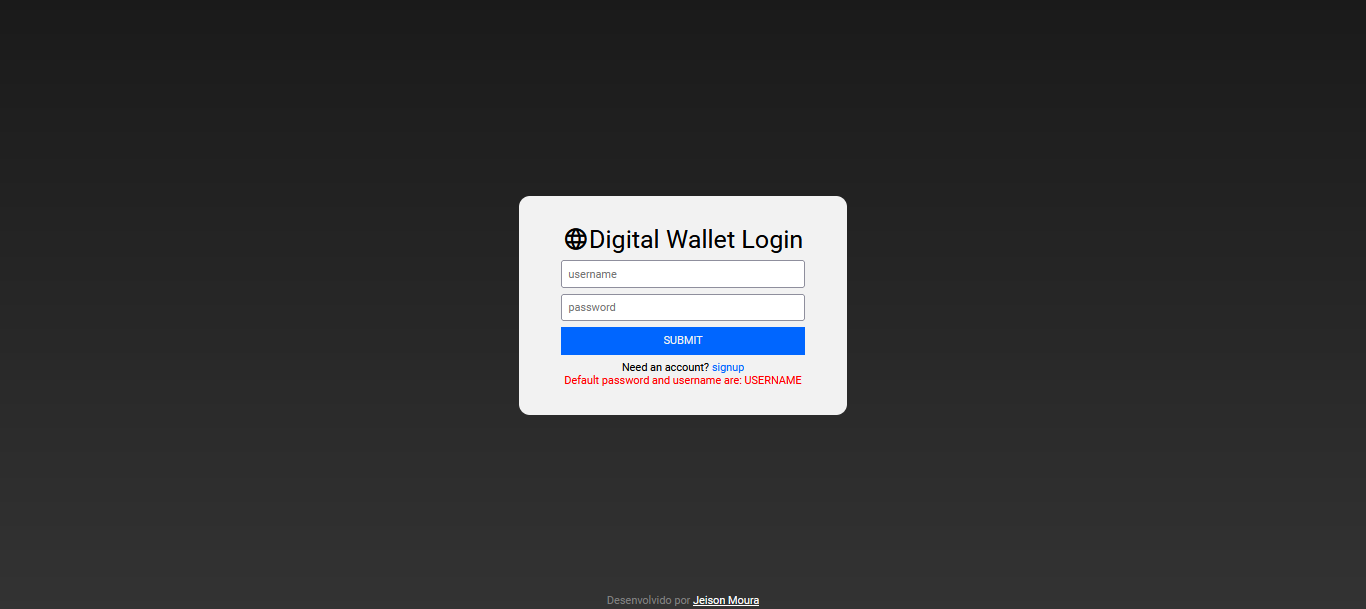 Digital Wallet Login
username
password
SUBMIT
Need an account? signup
Default password and username are: USERNAME
Desenvolvido por Jeison Moura